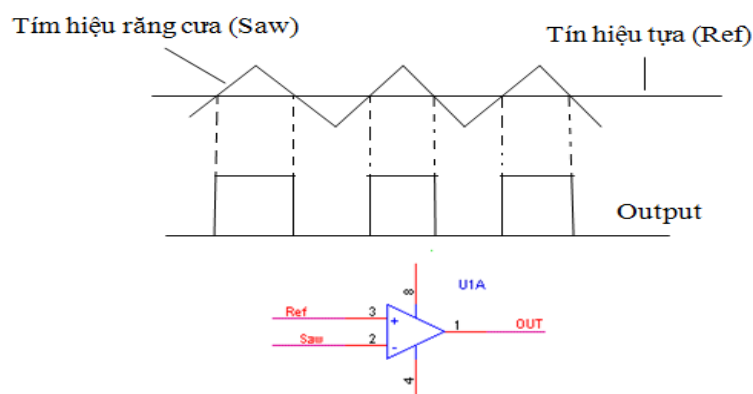 Tím hiệu răng cưa (Saw)
Tín hiệu tựa (Ref)
Output
8
U1A
Ref
3
+
1
OUT
Saw
2
-
4